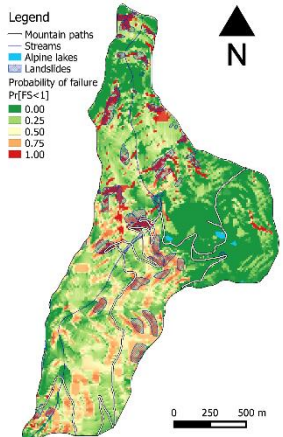 Legend
Mountain paths
Streams
Alpine lakes
Landslides
Probability of failure
Pr[FS<1]
0.00
0.25
0.50
0.75
1.00
N
0 250 500 m